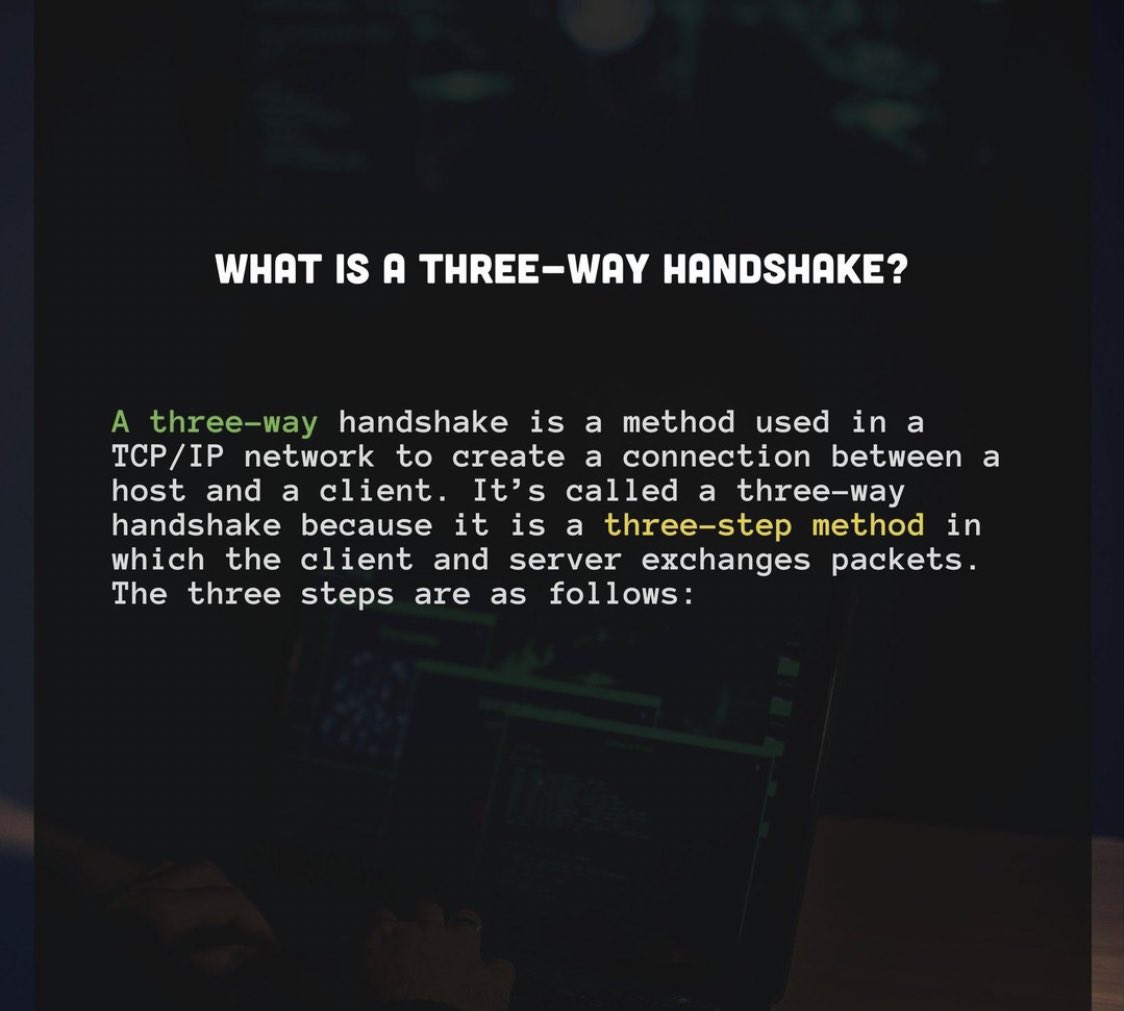 WHAT IS A THREE-WAY HANDSHAKE?
A three-way handshake is a method used in a
TCP/IP network to create a connection between a
host and a client. It’s called a three-way
handshake because it is a three-step method in
which the client and server exchanges packets.
The three steps are as follows: